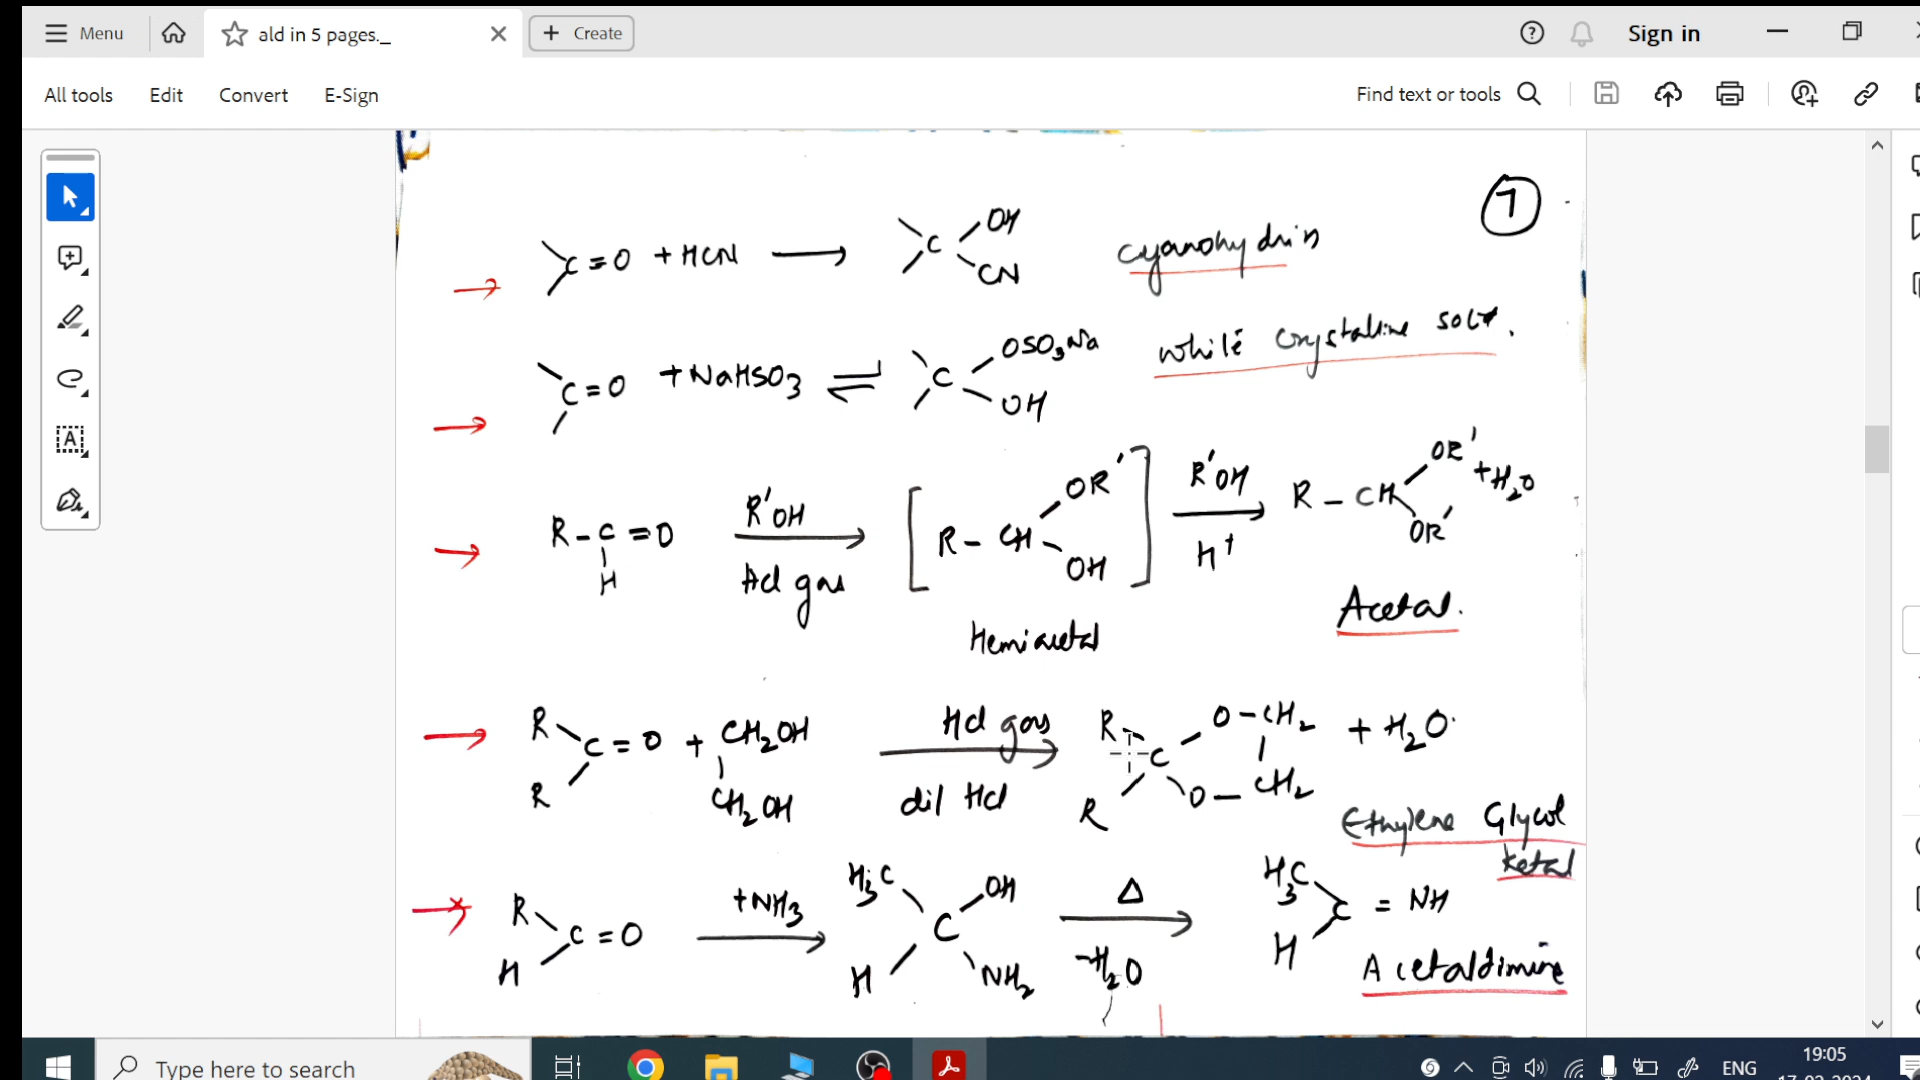 Menu
ald in 5 pages._
Create
Sign in
All tools
Edit
Convert
E-Sign
Find text or tools
7
C=O + HCN → C OH CN cyanohydrin
C=O + NaHSO3 ⇌ C OSO3Na OH white crystalline solt.
R-C=O H R'OH HCl gas → [R-CH OR' OH] R'OH H+ → R-CH OR' OR' + H2O
Hemiacetal
Acetal.
R R C=O + CH2OH CH2OH HCl gas dil HCl → R R C O-CH2 O-CH2 + H2O
Ethylene Glycol
ketal
R H C=O +NH3 → H3C H C OH NH2 Δ -H2O → H3C H C=NH
Acetaldimine
Type here to search
ENG
19:05